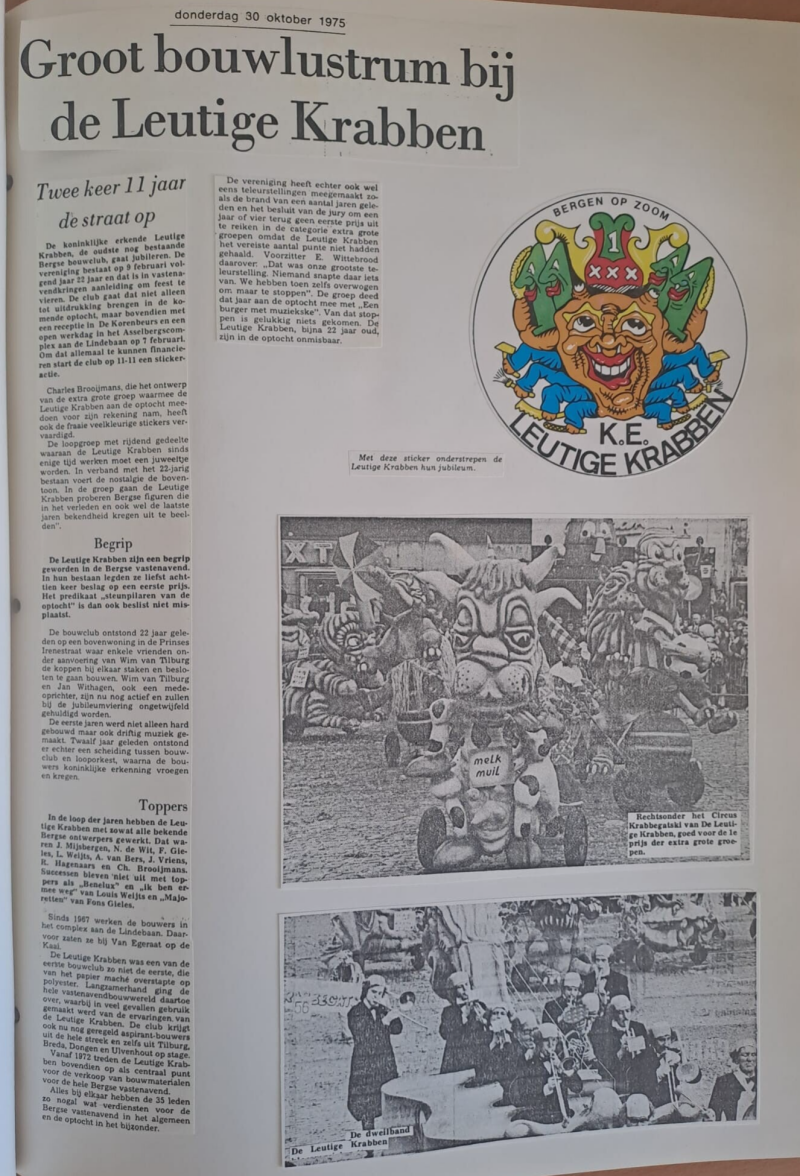 donderdag 30 oktober 1975
Groot bouwlustrum bij
de Leutige Krabben
Twee keer 11 jaar
de straat op
De koninklijke erkende Leutige
Krabben, de oudste nog bestaande
Bergse bouwclub, gaat jubileren. De
vereniging bestaat op 9 februari vol-
gend jaar 22 jaar en dat is in vastena-
vendkringen aanleiding om feest te
vieren. De club gaat dat niet alleen
tot uitdrukking brengen in de ko-
mende optocht, maar bovendien met
een receptie in De Korenbeurs en een
open werkdag in het Asselbergscom-
plex aan de Lindebaan op 7 februari.
Om dat allemaal te kunnen financie-
ren start de club op 11-11 een sticker-
actie.
Charles Brooijmans, die het ontwerp
van de extra grote groep waarmee de
Leutige Krabben aan de optocht mee-
doen voor zijn rekening nam, heeft
ook de fraaie veelkleurige stickers ver-
vaardigd.
De loopgroep met rijdend gedeelte
waaraan de Leutige Krabben sinds
enige tijd werken moet een juweeltje
worden. In verband met het 22-jarig
bestaan voert de nostalgie de boven-
toon. In de groep gaan de Leutige
Krabben proberen Bergse figuren die
in het verleden en ook wel de laatste
jaren bekendheid kregen uit te beel-
den".
Begrip
De Leutige Krabben zijn een begrip
geworden in de Bergse vastenavend.
In hun bestaan legden ze liefst acht-
tien keer beslag op een eerste prijs.
Het predikaat „steunpilaren van de
optocht" is dan ook beslist niet mis-
plaatst.
De bouwclub ontstond 22 jaar gele-
den op een bovenwoning in de Prinses
Irenestraat waar enkele vrienden on-
der aanvoering van Wim van Tilburg
de koppen bij elkaar staken en beslo-
ten te gaan bouwen. Wim van Tilburg
en Jan Withagen, ook een mede-
oprichter, zijn nu nog actief en zullen
bij de jubileumviering ongetwijfeld
gehuldigd worden.
De eerste jaren werd niet alleen hard
gebouwd maar ook driftig muziek ge-
maakt. Twaalf jaar geleden ontstond
er echter een scheiding tussen bouw-
club en looporkest, waarna de bou-
wers koninklijke erkenning vroegen
en kregen.
Toppers
In de loop der jaren hebben de Leu-
tige Krabben met zowat alle bekende
Bergse ontwerpers gewerkt. Dat wa-
ren J. Mijsbergen, N. de Wit, F. Gie-
les, L. Weijts, A. van Bers, J. Vriens,
R. Hagenaars en Ch. Brooijmans.
Successen bleven niet uit met top-
pers als „Benelux" en „ik ben er
mee weg" van Louis Weijts en „Majo-
retten" van Fons Gieles.
Sinds 1967 werken de bouwers in
het complex aan de Lindebaan. Daar-
voor zaten ze bij Van Egeraat op de
Kaai.
De Leutige Krabben was een van de
eerste bouwclub zo niet de eerste, die
van het papier maché overstapte op
polyester. Langzamerhand ging de
hele vastenavendbouwwereld daartoe
over, waarbij in veel gevallen gebruik
gemaakt werd van de ervaringen van
de Leutige Krabben. De club krijgt
ook nu nog geregeld aspirant-bouwers
uit de hele streek en zelfs uit Tilburg,
Breda, Dongen en Ulvenhout op stage.
Vanaf 1972 treden de Leutige Krab-
ben bovendien op als centraal punt
voor de verkoop van bouwmaterialen
voor de hele Bergse vastenavend.
Alles bij elkaar hebben de 35 leden
zo nogal wat verdiensten voor de
Bergse vastenavend in het algemeen
en de optocht in het bijzonder.
De vereniging heeft echter ook wel
eens teleurstellingen meegemaakt zo-
als de brand van een aantal jaren gele-
den en het besluit van de jury om een
jaar of vier terug geen eerste prijs uit
te reiken in de categorie extra grote
groepen omdat de Leutige Krabben
het vereiste aantal punte niet hadden
gehaald. Voorzitter E. Wittebrood
daarover: „Dat was onze grootste te-
leurstelling. Niemand snapte daar iets
van. We hebben toen zelfs overwogen
om maar te stoppen". De groep deed
dat jaar aan de optocht mee met „Een
burger met muziekske". Van dat stop-
pen is gelukkig niets gekomen. De
Leutige Krabben, bijna 22 jaar oud,
zijn in de optocht onmisbaar.
BERGEN OP ZOOM
1
XXX
K.E.
LEUTIGE KRABBEN
Met deze sticker onderstrepen de
Leutige Krabben hun jubileum.
XT
melk
muil
Rechtsonder het Circus
Krabbegatski van De Leuti-
ge Krabben, goed voor de 1e
prijs der extra grote groe-
pen.
De dweilband
De Leutige Krabben